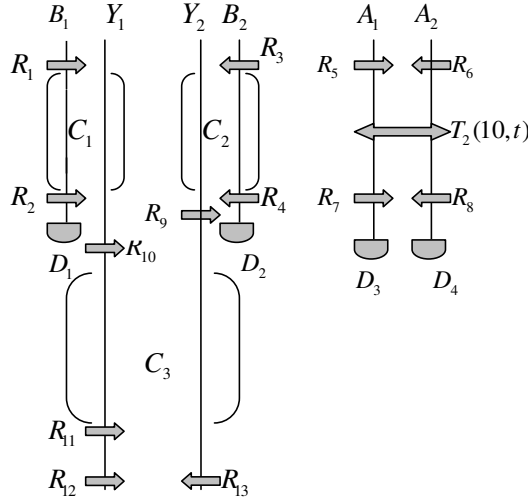 B₁ Y₁ Y₂ B₂ A₁ A₂
R₁ R₃ R₅ R₆
C₁ C₂ T₂(10,t)
R₂ R₉ R₄ R₇ R₈
D₁ R₁₀ D₂ D₃ D₄
C₃
R₁₁
R₁₂ R₁₃